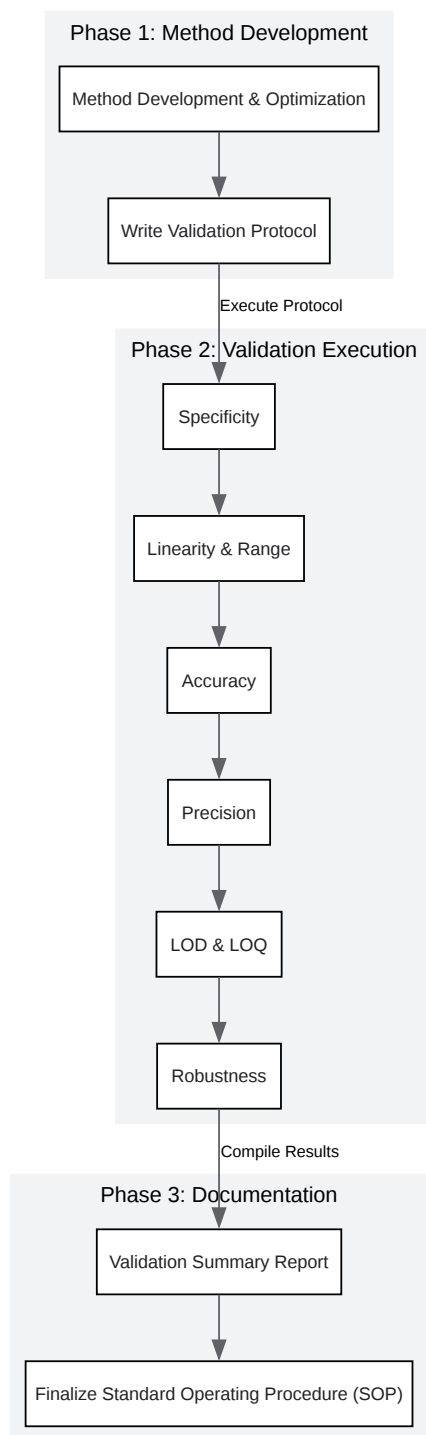 Phase 1: Method Development
Method Development & Optimization
Write Validation Protocol
Execute Protocol
Phase 2: Validation Execution
Specificity
Linearity & Range
Accuracy
Precision
LOD & LOQ
Robustness
Compile Results
Phase 3: Documentation
Validation Summary Report
Finalize Standard Operating Procedure (SOP)